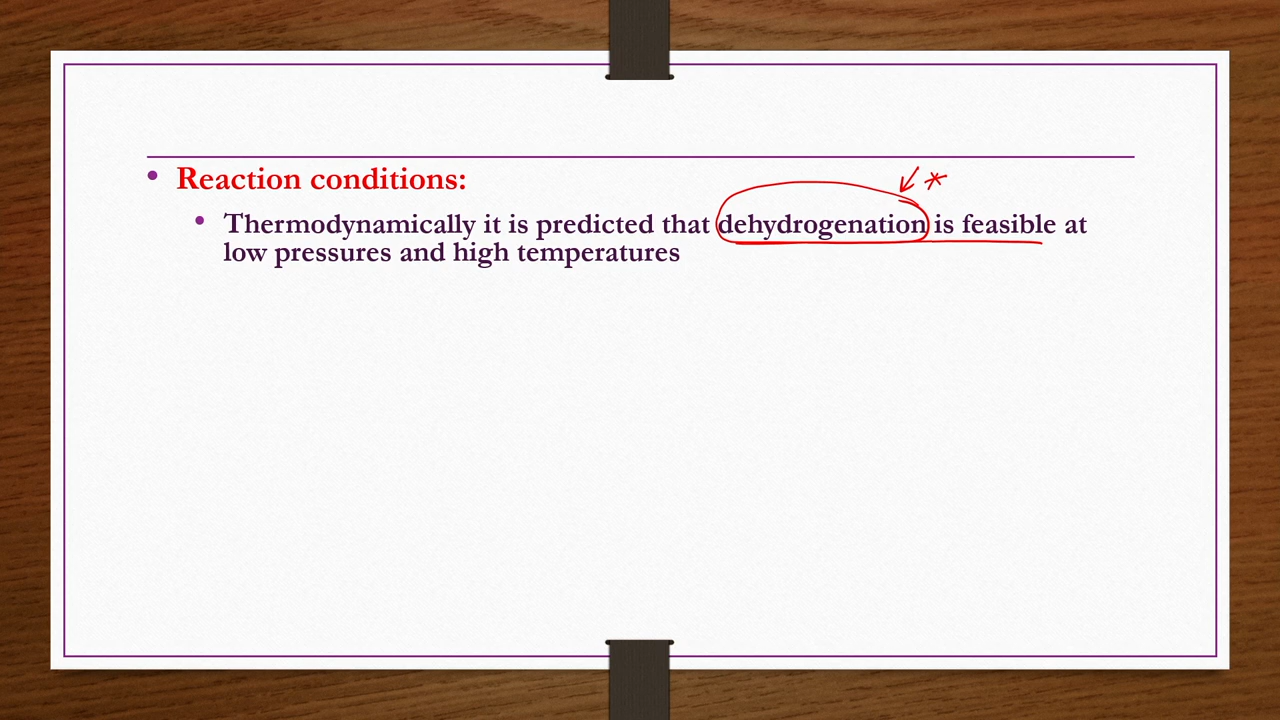 • Reaction conditions:
• Thermodynamically it is predicted that dehydrogenation is feasible at
low pressures and high temperatures